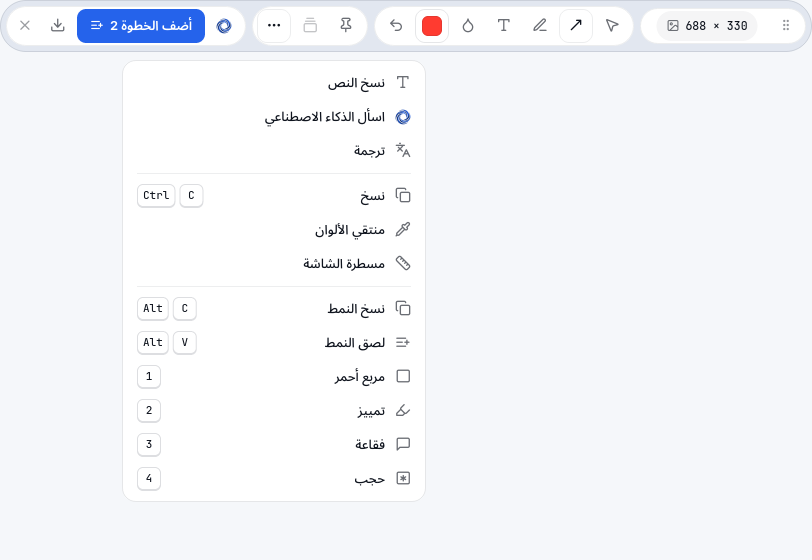 688 × 330
أضف الخطوة 2
نسخ النص
اسأل الذكاء الاصطناعي
ترجمة
نسخ Ctrl C
منتقي الألوان
مسطرة الشاشة
نسخ النمط Alt C
لصق النمط Alt V
مربع أحمر 1
تمييز 2
فقاعة 3
حجب 4